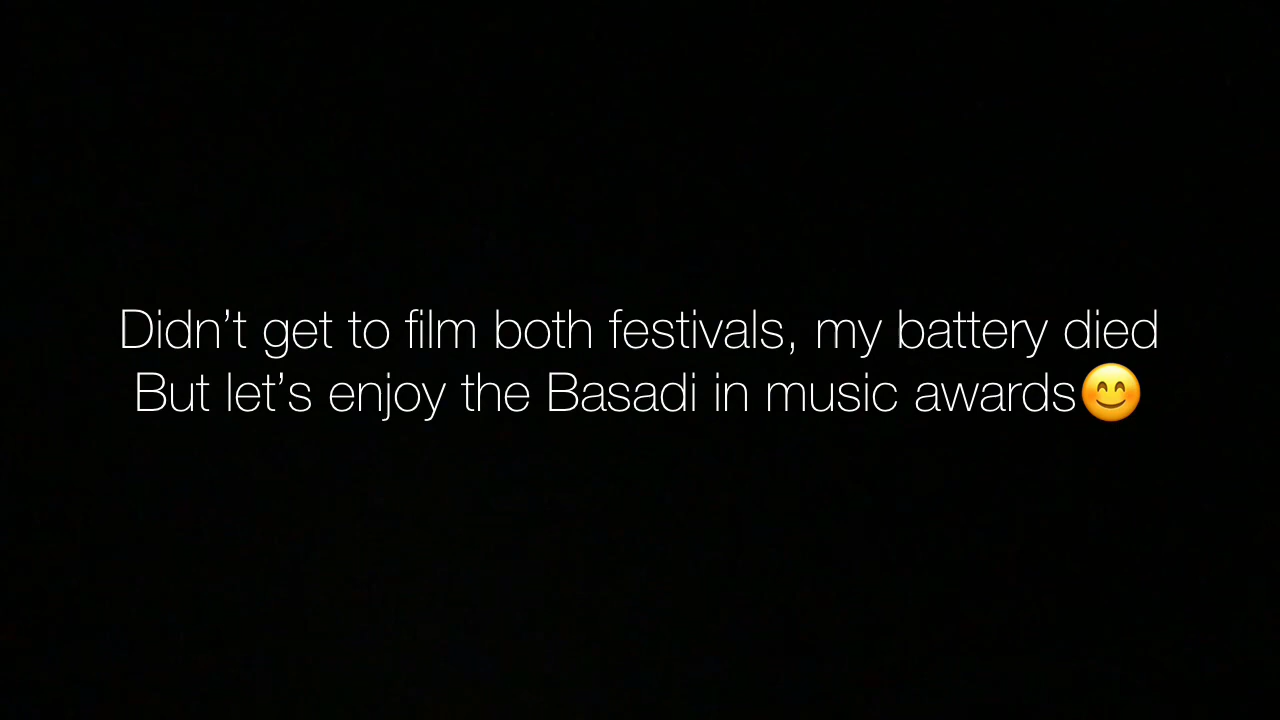 Didn’t get to film both festivals, my battery died
But let’s enjoy the Basadi in music awards😊